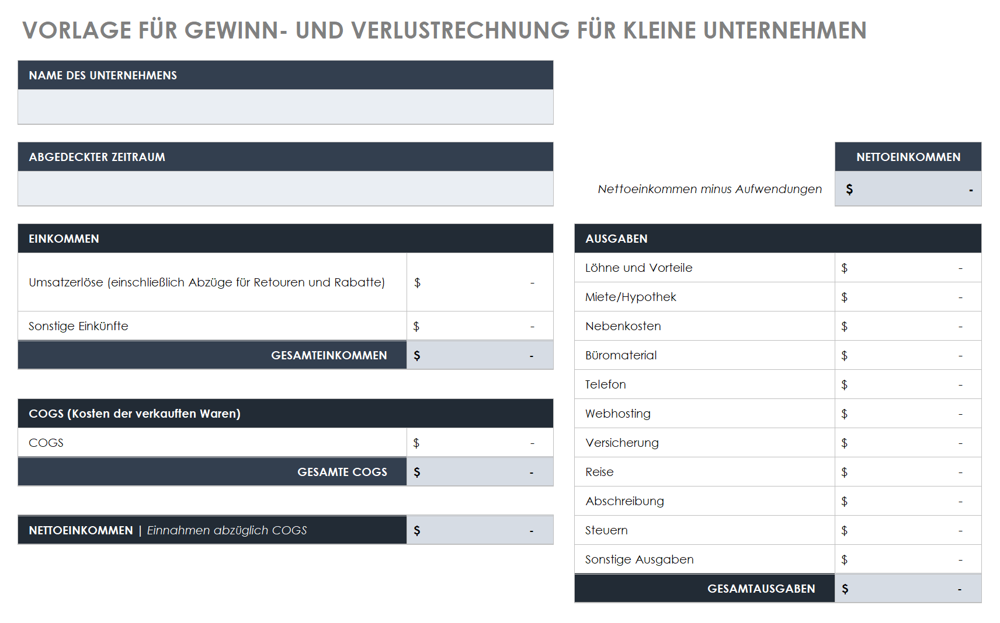 VORLAGE FÜR GEWINN- UND VERLUSTRECHNUNG FÜR KLEINE UNTERNEHMEN
NAME DES UNTERNEHMENS
ABGEDECKTER ZEITRAUM
NETTOEINKOMMEN
Nettoeinkommen minus Aufwendungen $ -
EINKOMMEN
Umsatzerlöse (einschließlich Abzüge für Retouren und Rabatte) $ -
Sonstige Einkünfte $ -
GESAMTEINKOMMEN $ -
COGS (Kosten der verkauften Waren)
COGS $ -
GESAMTE COGS $ -
NETTOEINKOMMEN | Einnahmen abzüglich COGS $ -
AUSGABEN
Löhne und Vorteile $ -
Miete/Hypothek $ -
Nebenkosten $ -
Büromaterial $ -
Telefon $ -
Webhosting $ -
Versicherung $ -
Reise $ -
Abschreibung $ -
Steuern $ -
Sonstige Ausgaben $ -
GESAMTAUSGABEN $ -